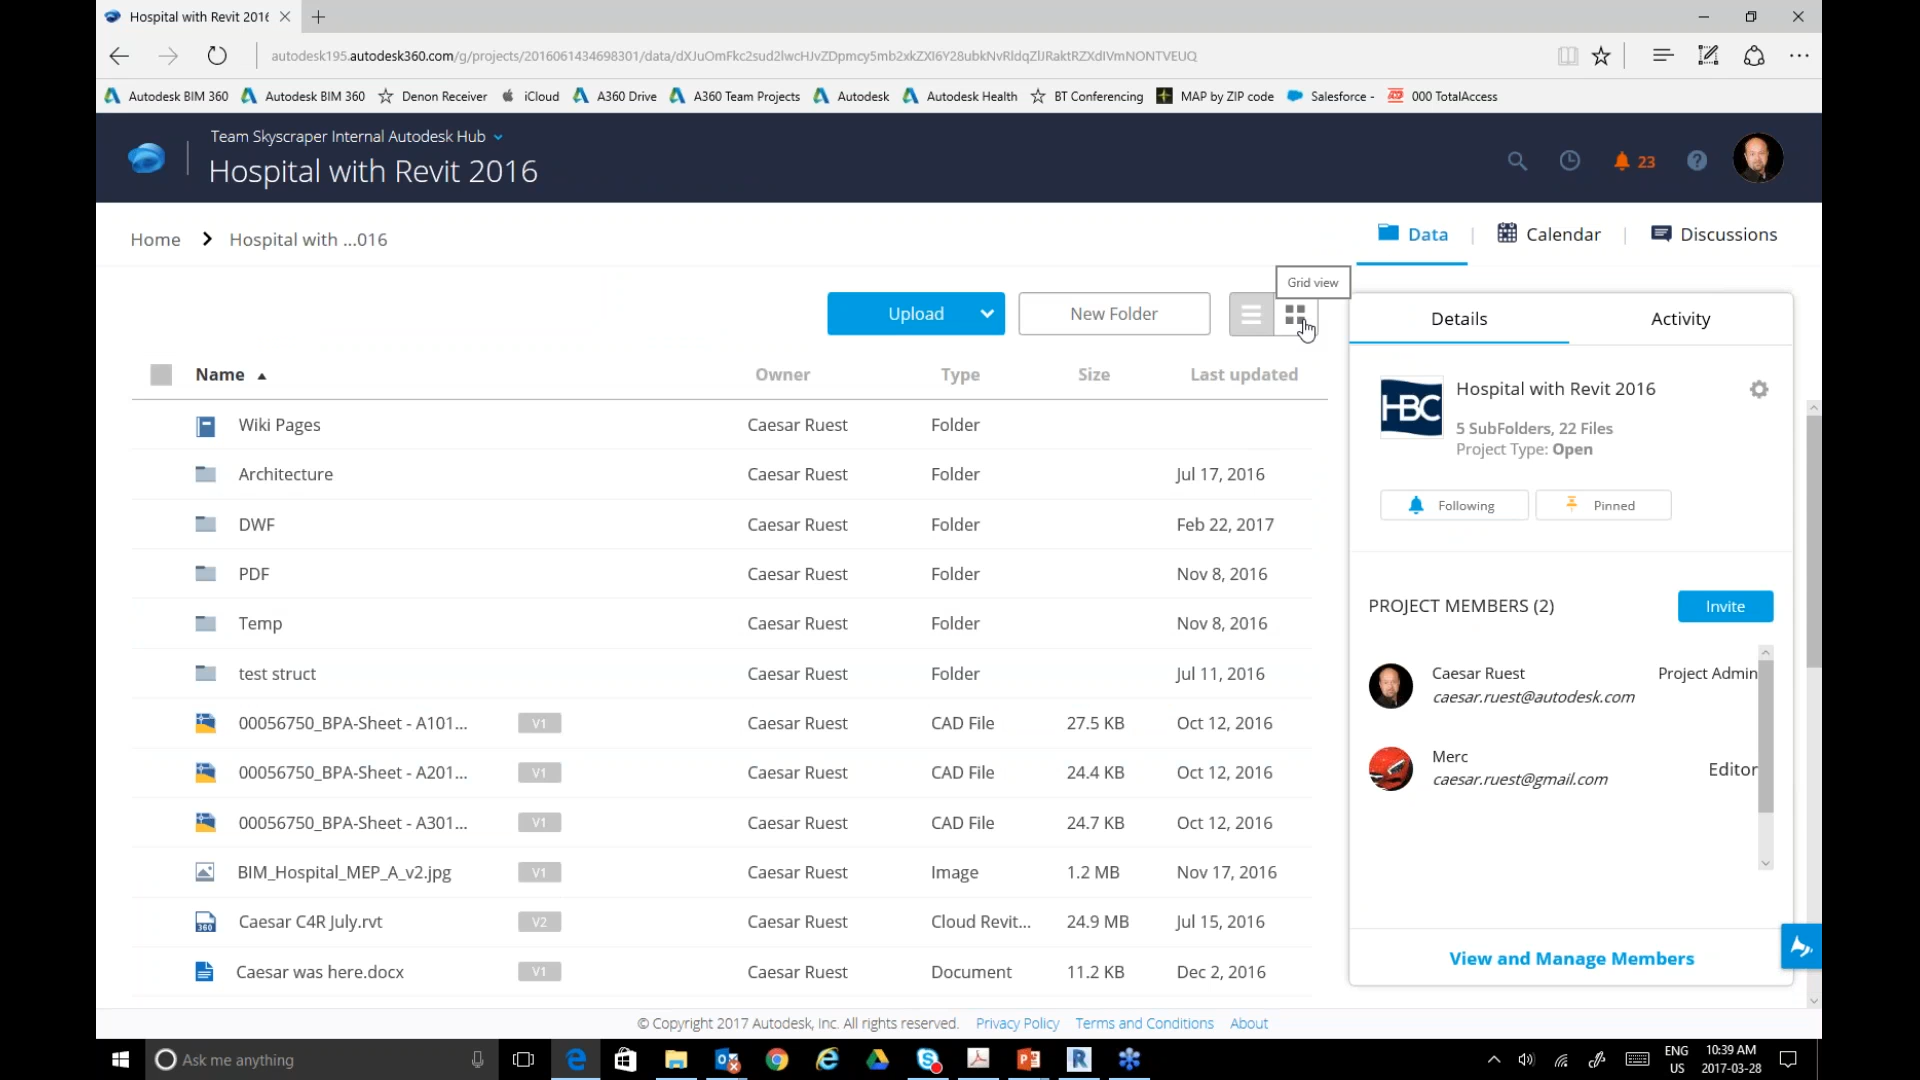 Hospital with Revit 2016
autodesk195.autodesk360.com/g/projects/2016061434698301/data/
Autodesk BIM 360 Autodesk BIM 360 Denon Receiver iCloud A360 Drive A360 Team Projects Autodesk Autodesk Health BT Conferencing MAP by ZIP code Salesforce - 000 TotalAccess
Team Skyscraper Internal Autodesk Hub
Hospital with Revit 2016
23
Home Hospital with ...016
Data | Calendar | Discussions
Grid view
Upload New Folder
Details Activity
Name Owner Type Size Last updated
Wiki Pages Caesar Ruest Folder
Architecture Caesar Ruest Folder Jul 17, 2016
DWF Caesar Ruest Folder Feb 22, 2017
PDF Caesar Ruest Folder Nov 8, 2016
Temp Caesar Ruest Folder Nov 8, 2016
test struct Caesar Ruest Folder Jul 11, 2016
00056750_BPA-Sheet - A101... V1 Caesar Ruest CAD File 27.5 KB Oct 12, 2016
00056750_BPA-Sheet - A201... V1 Caesar Ruest CAD File 24.4 KB Oct 12, 2016
00056750_BPA-Sheet - A301... V1 Caesar Ruest CAD File 24.7 KB Oct 12, 2016
BIM_Hospital_MEP_A_v2.jpg V1 Caesar Ruest Image 1.2 MB Nov 17, 2016
Caesar C4R July.rvt V2 Caesar Ruest Cloud Revit... 24.9 MB Jul 15, 2016
Caesar was here.docx V1 Caesar Ruest Document 11.2 KB Dec 2, 2016
HBC
Hospital with Revit 2016
5 SubFolders, 22 Files
Project Type: Open
Following Pinned
PROJECT MEMBERS (2) Invite
Caesar Ruest Project Admin
caesar.ruest@autodesk.com
Merc Editor
caesar.ruest@gmail.com
View and Manage Members
© Copyright 2017 Autodesk, Inc. All rights reserved. Privacy Policy Terms and Conditions About
Ask me anything
ENG
US
10:39 AM
2017-03-28